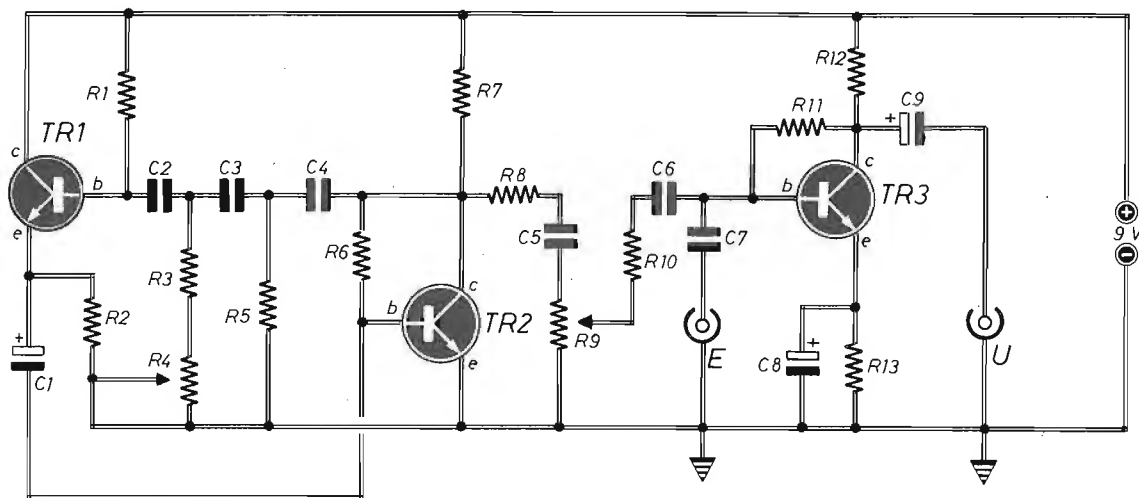 R1
R7
R12
C9
R11
TR1
c
b
e
C2
C3
C4
R8
C6
b
c
TR3
e
R3
R6
C5
R10
C7
+
9 V
−
R2
R5
b
c
TR2
e
R9
E
+
C8
R13
U
+
C1
R4
+